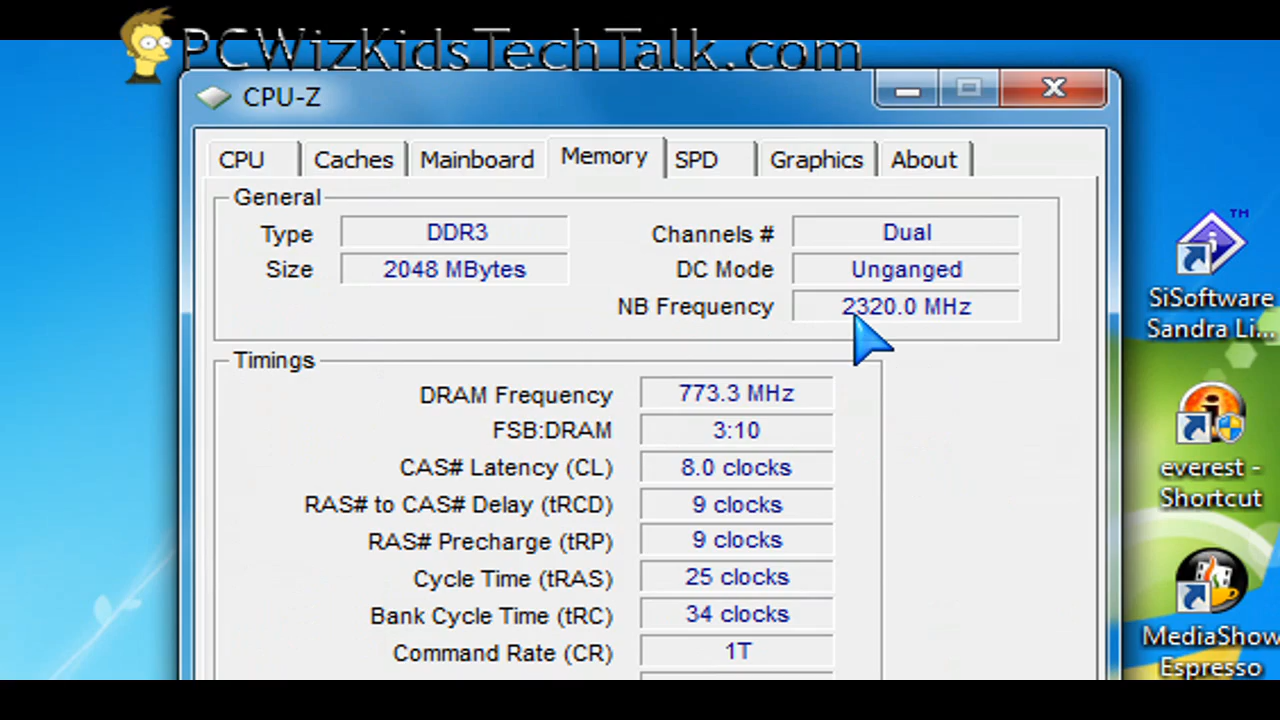 PCWizKidsTechTalk.com
CPU-Z
CPU Caches Mainboard Memory SPD Graphics About
General
Type DDR3 Channels # Dual
Size 2048 MBytes DC Mode Unganged
NB Frequency 2320.0 MHz
Timings
DRAM Frequency 773.3 MHz
FSB:DRAM 3:10
CAS# Latency (CL) 8.0 clocks
RAS# to CAS# Delay (tRCD) 9 clocks
RAS# Precharge (tRP) 9 clocks
Cycle Time (tRAS) 25 clocks
Bank Cycle Time (tRC) 34 clocks
Command Rate (CR) 1T
TM
SiSoftware
Sandra Li...
everest -
Shortcut
MediaShow
Espresso